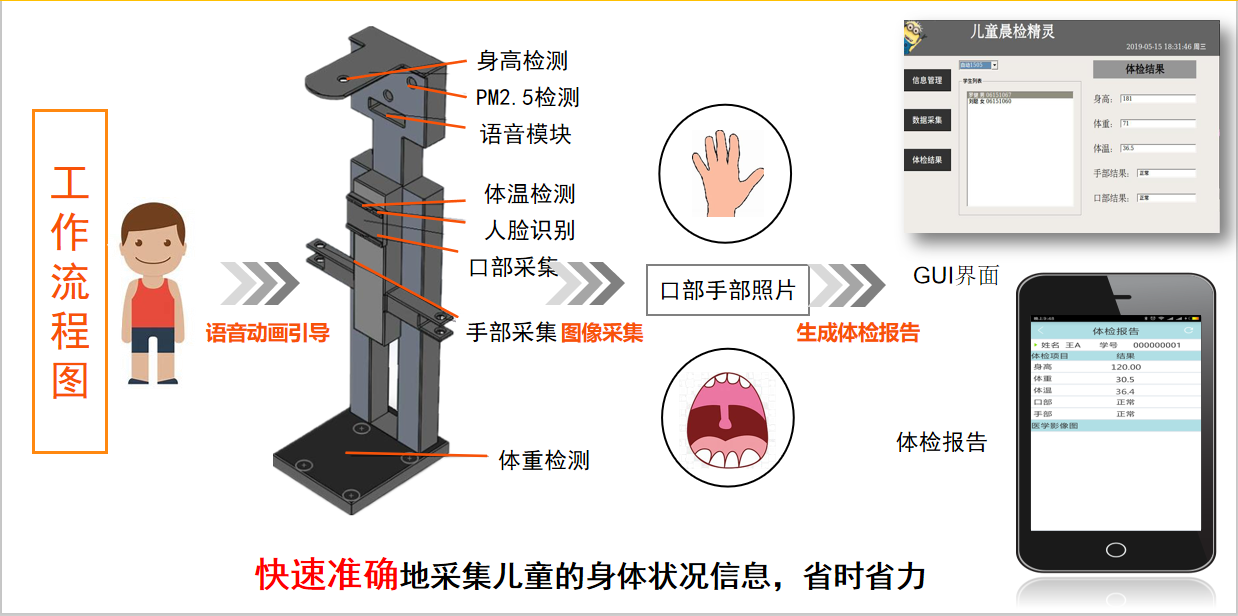 工作流程图
语音动画引导
身高检测
PM2.5检测
语音模块
体温检测
人脸识别
口部采集
手部采集
体重检测
图像采集
口部手部照片
生成体检报告
儿童晨检精灵
2019-05-15 18:31:46 周三
信息管理
数据采集
体检结果
学生列表
罗丽 男 06151067
刘聪 女 06151060
体检结果
身高: 181
体重: 71
体温: 36.5
手部结果: 正常
口部结果: 正常
GUI界面
体检报告
体检报告
姓名 王A 学号 000000001
体检项目 结果
身高 120.00
体重 30.5
体温 36.4
口部 正常
手部 正常
医学影像图
快速准确地采集儿童的身体状况信息，省时省力